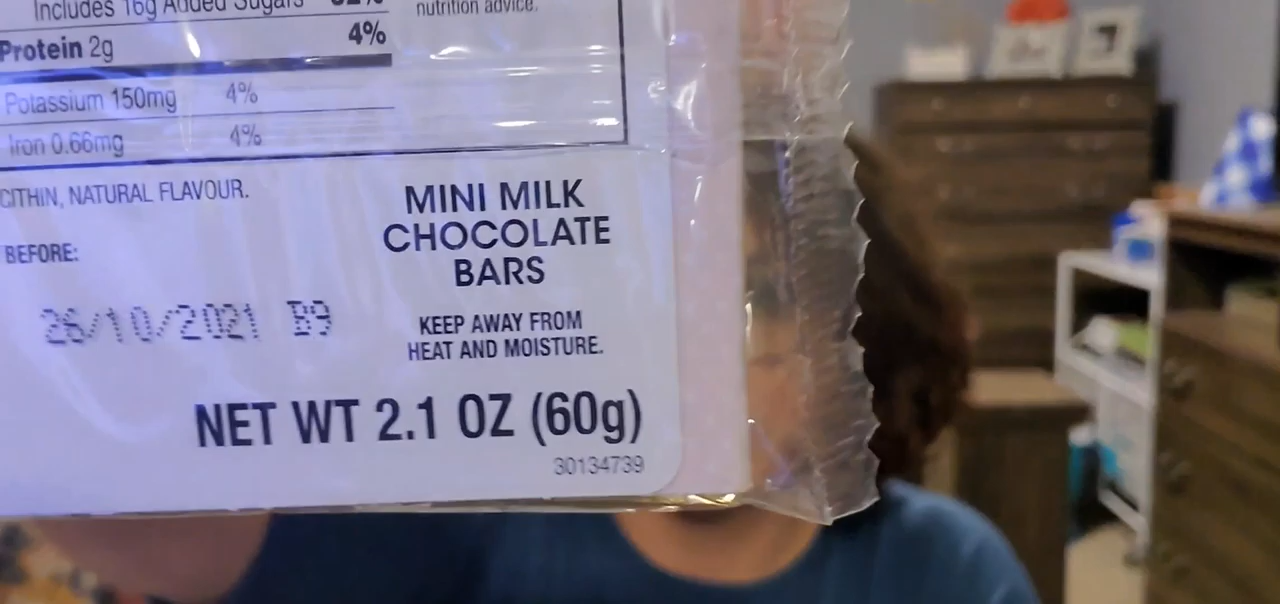 Includes 16g Added Sugars 32%
nutrition advice.
Protein 2g 4%
Potassium 150mg 4%
Iron 0.66mg 4%
CITHIN, NATURAL FLAVOUR.
BEFORE:
26/10/2021 B9
MINI MILK
CHOCOLATE
BARS
KEEP AWAY FROM
HEAT AND MOISTURE.
NET WT 2.1 OZ (60g)
30134739